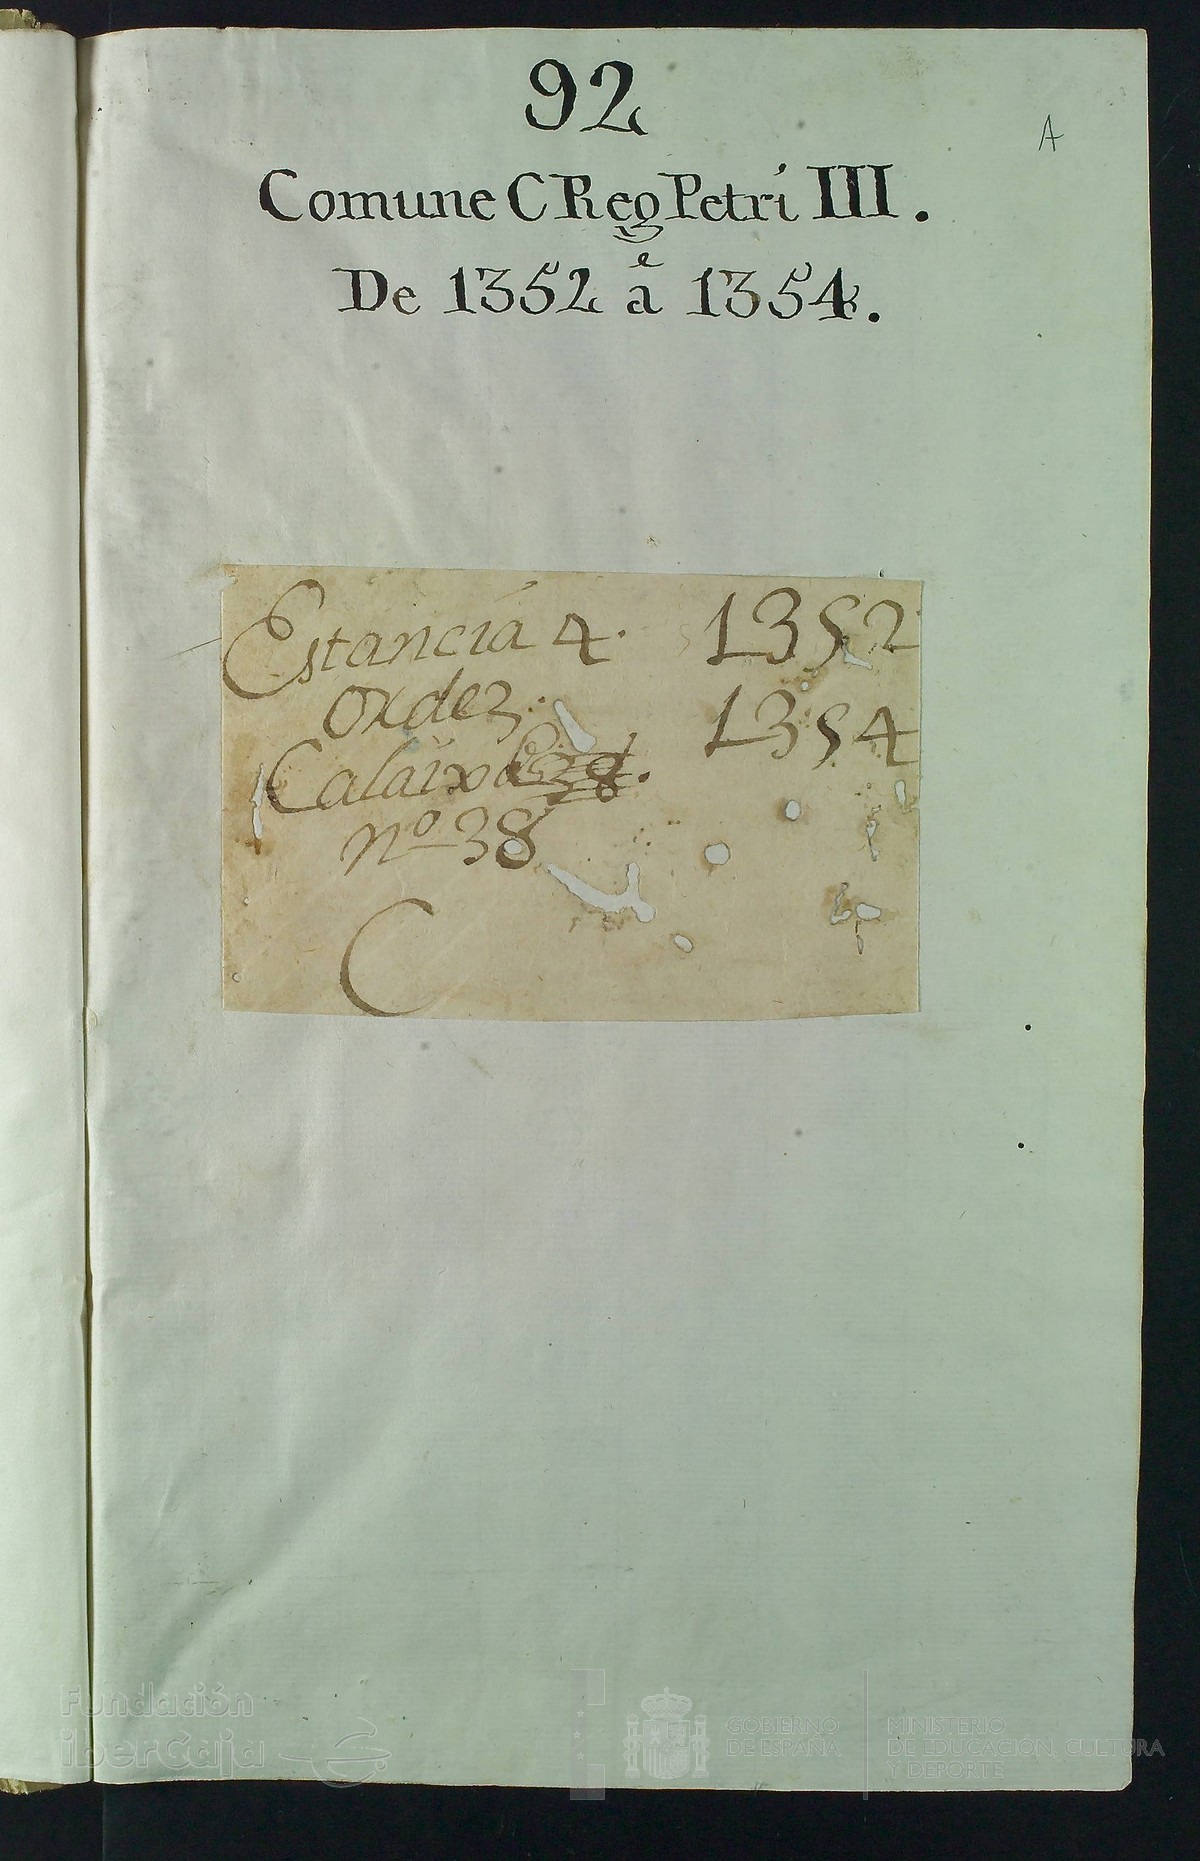 92
A
Comune C Reg Petri III.
De 1352 á 1354.
Estancia 4. 1352
Ordez. 1354
Calaix
nº 38
C
Fundación
iberCaja
GOBIERNO
DE ESPAÑA
MINISTERIO
DE EDUCACIÓN, CULTURA
Y DEPORTE